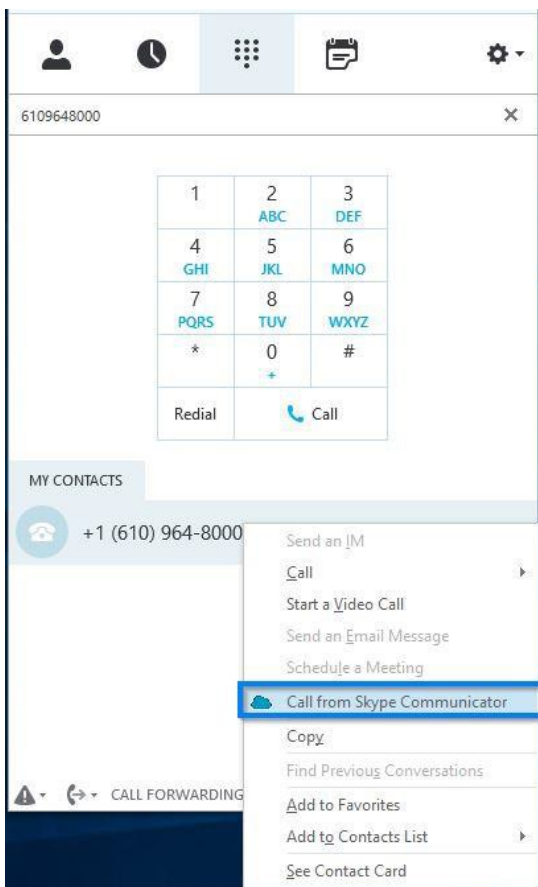 6109648000
1 2 3
ABC DEF
4 5 6
GHI JKL MNO
7 8 9
PQRS TUV WXYZ
* 0 #
+
Redial Call
MY CONTACTS
+1 (610) 964-8000
Send an IM
Call
Start a Video Call
Send an Email Message
Schedule a Meeting
Call from Skype Communicator
Copy
Find Previous Conversations
Add to Favorites
Add to Contacts List
See Contact Card
CALL FORWARDING